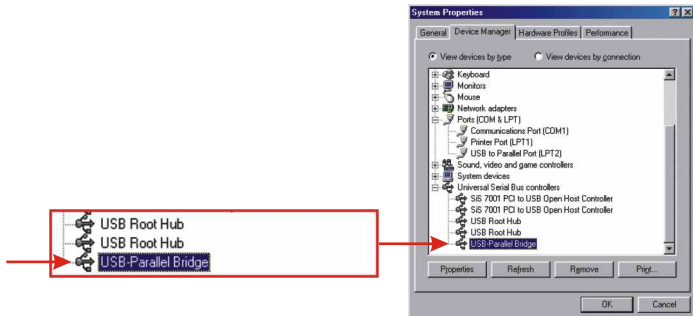 System Properties
General Device Manager Hardware Profiles Performance
View devices by type View devices by connection
Keyboard
Monitors
Mouse
Network adapters
Ports (COM & LPT)
Communications Port (COM1)
Printer Port (LPT1)
USB to Parallel Port (LPT2)
Sound, video and game controllers
System devices
Universal Serial Bus controllers
SiS 7001 PCI to USB Open Host Controller
SiS 7001 PCI to USB Open Host Controller
USB Root Hub
USB Root Hub
USB-Parallel Bridge
Properties Refresh Remove Print...
OK Cancel
USB Root Hub
USB Root Hub
USB-Parallel Bridge